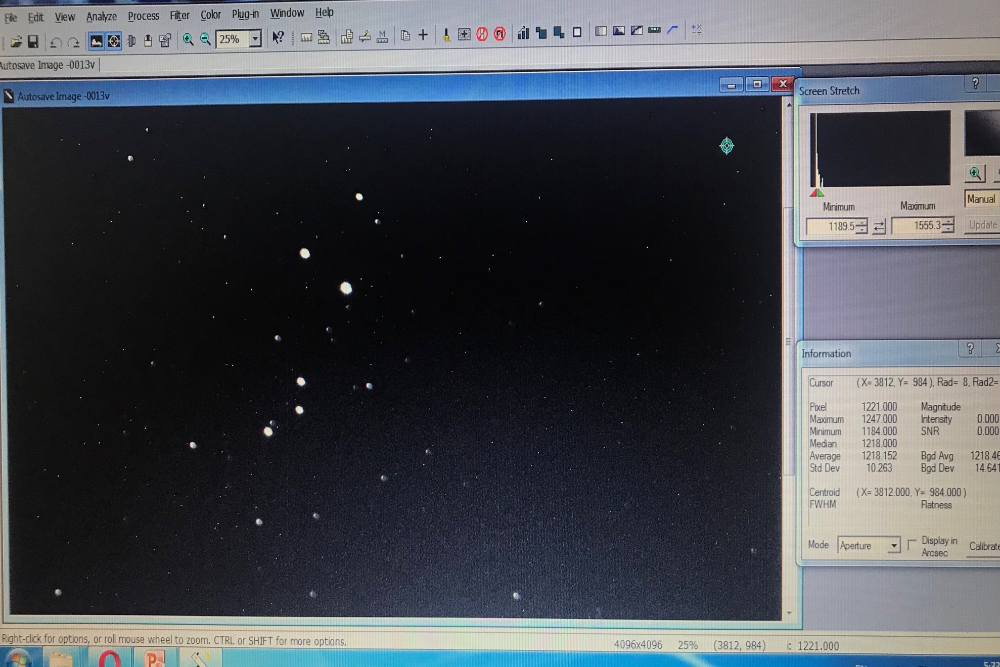 File Edit View Analyze Process Filter Color Plug-in Window Help
25%
Autosave Image -0013v
Autosave Image -0013v
Screen Stretch
Minimum Maximum Manual
1189.5 1555.3 Update
Information
Cursor (X= 3812, Y= 984), Rad= 8, Rad2=
Pixel 1221.000 Magnitude
Maximum 1247.000 Intensity 0.000
Minimum 1184.000 SNR 0.000
Median 1218.000
Average 1218.152 Bgd Avg 1218.46
Std Dev 10.263 Bgd Dev 14.641
Centroid (X= 3812.000, Y= 984.000)
FWHM Flatness
Mode Aperture Display in Arcsec Calibrate
Right-click for options, or roll mouse wheel to zoom. CTRL or SHIFT for more options.
4096x4096 25% (3812, 984) i: 1221.000